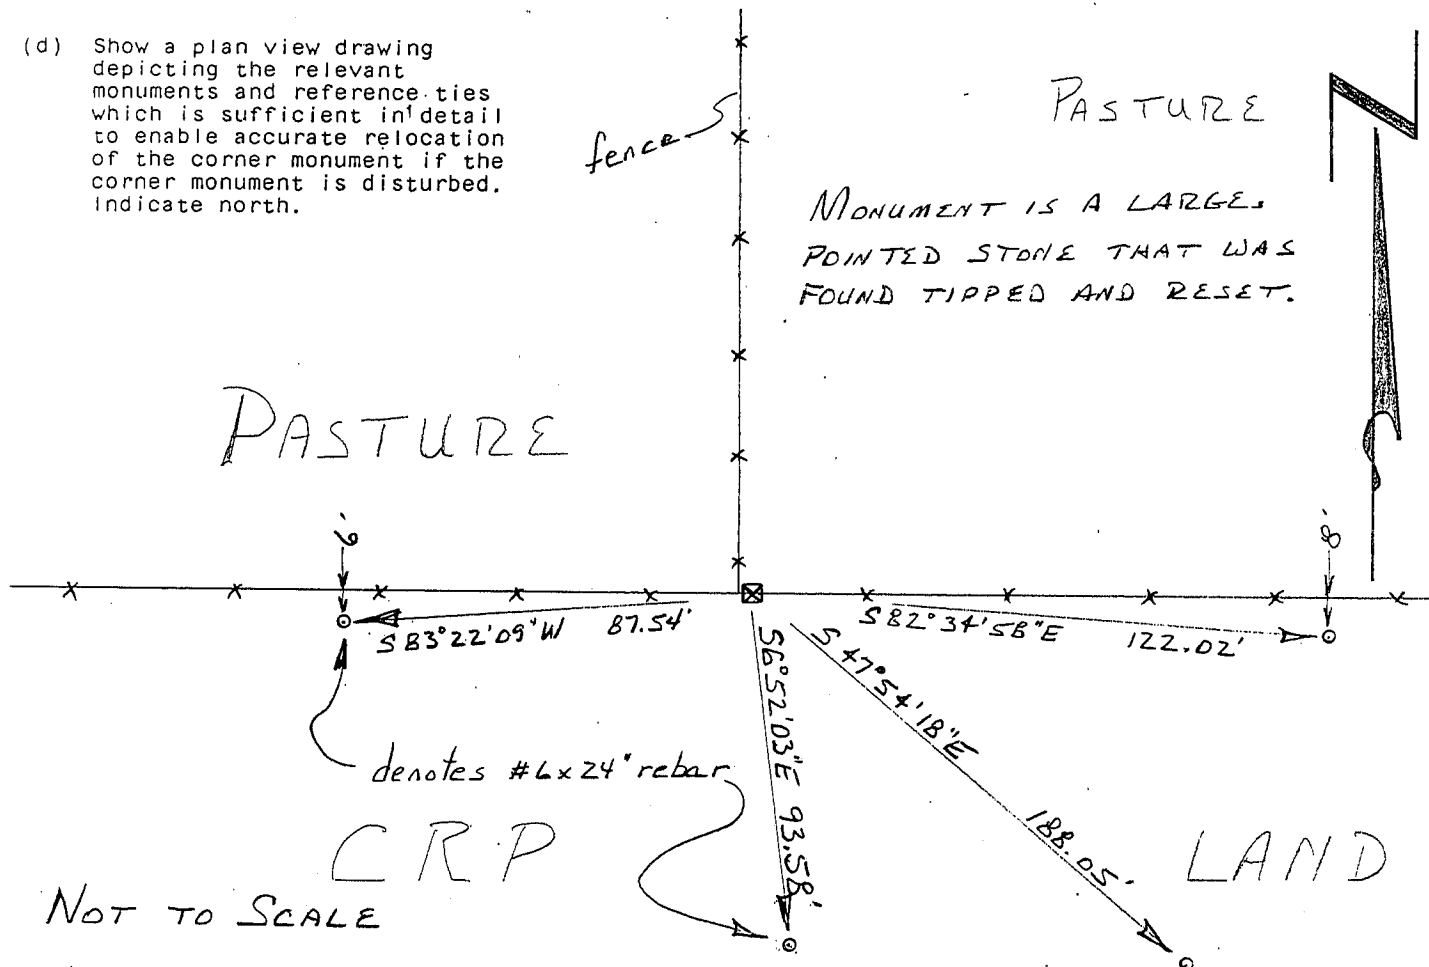 (d) Show a plan view drawing
depicting the relevant
monuments and reference ties
which is sufficient in detail
to enable accurate relocation
of the corner monument if the
corner monument is disturbed.
Indicate north.
fence
PASTURE
MONUMENT IS A LARGE,
POINTED STONE THAT WAS
FOUND TIPPED AND RESET.
N
PASTURE
9'
8'
S83°22'09"W 87.54'
S82°34'58"E 122.02'
S6°52'03"E 93.58'
S47°54'18"E 188.05'
denotes #6x24" rebar
CRP LAND
NOT TO SCALE